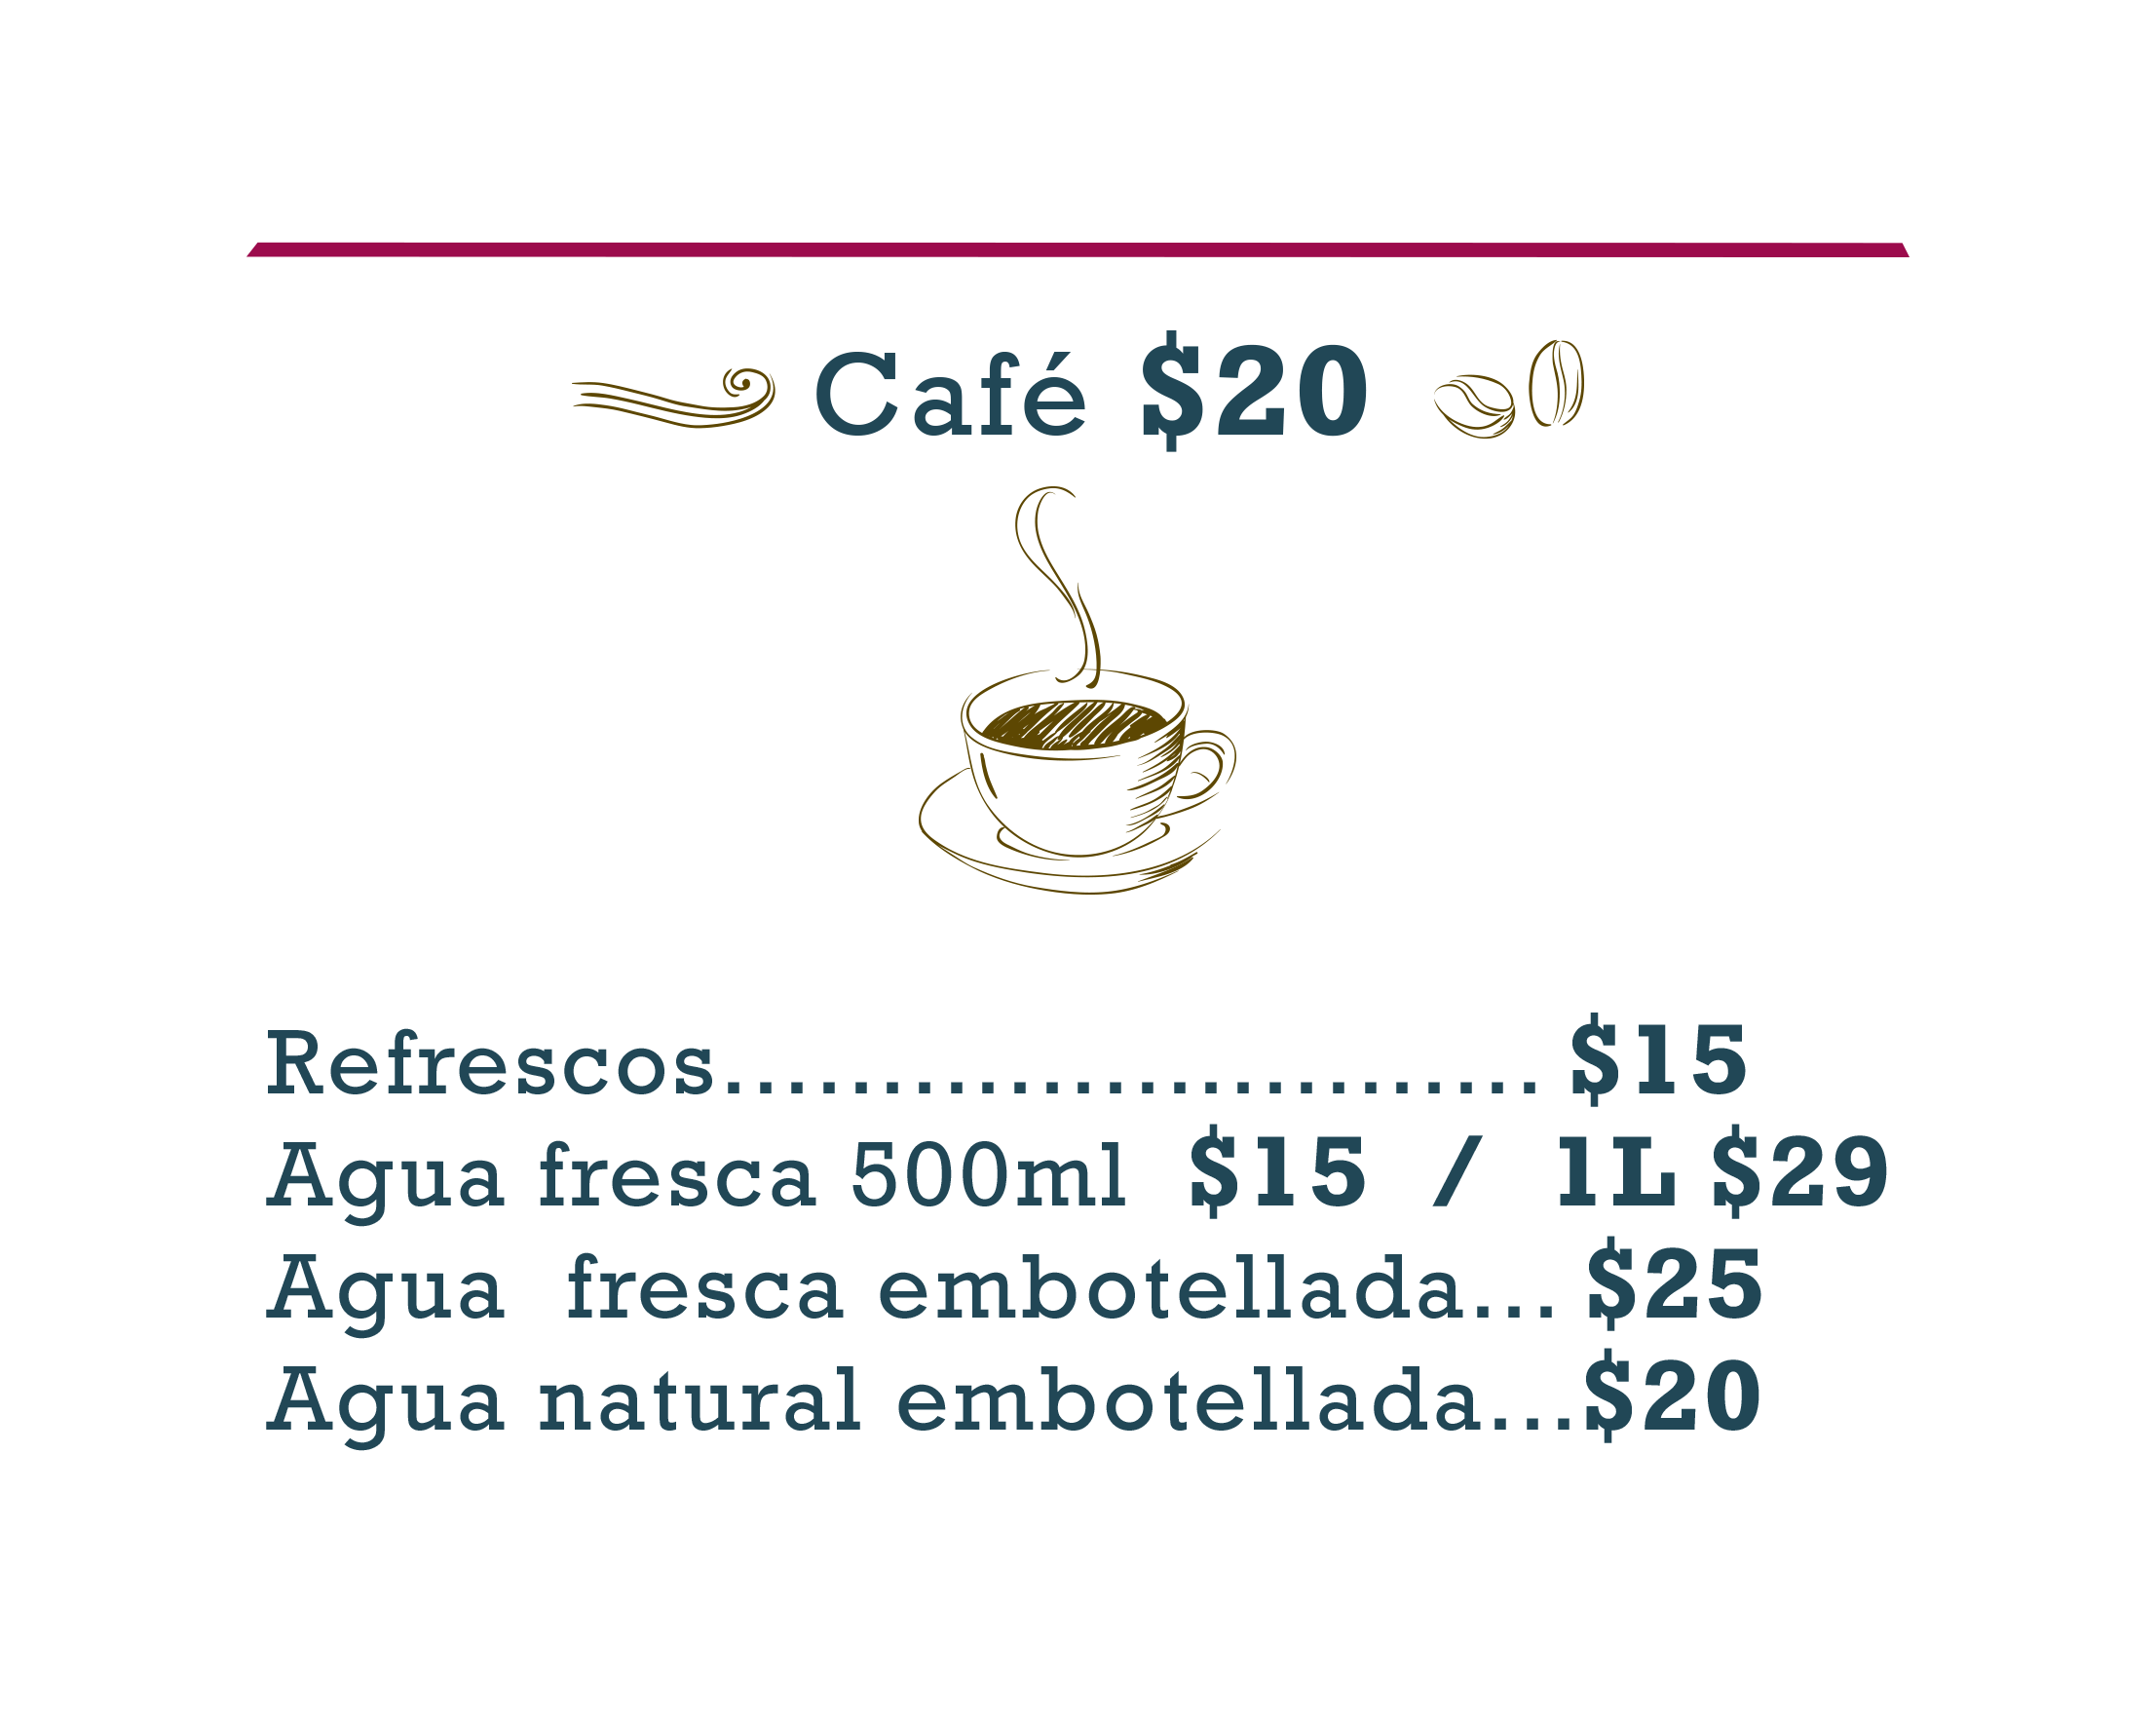 Café $20
Refrescos.......................... $15
Agua fresca 500ml $15 / 1L $29
Agua fresca embotellada... $25
Agua natural embotellada...$20